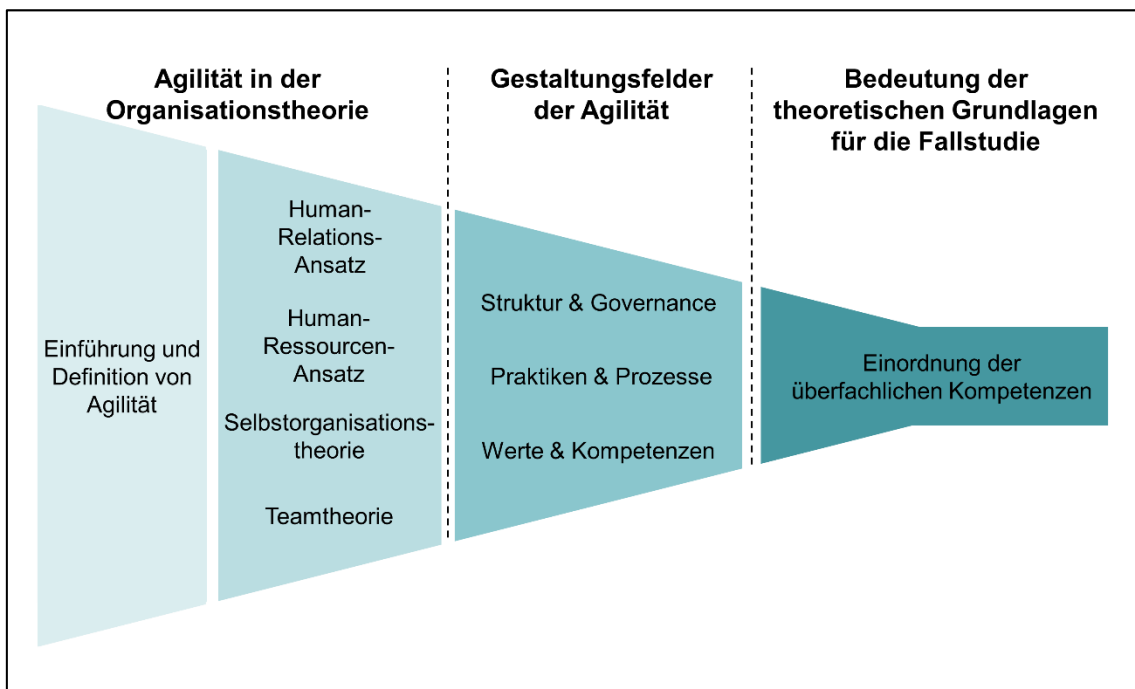 Agilität in der
Organisationstheorie
Gestaltungsfelder
der Agilität
Bedeutung der
theoretischen Grundlagen
für die Fallstudie
Einführung und
Definition von
Agilität
Human-
Relations-
Ansatz
Human-
Ressourcen-
Ansatz
Selbstorganisations-
theorie
Teamtheorie
Struktur & Governance
Praktiken & Prozesse
Werte & Kompetenzen
Einordnung der
überfachlichen Kompetenzen